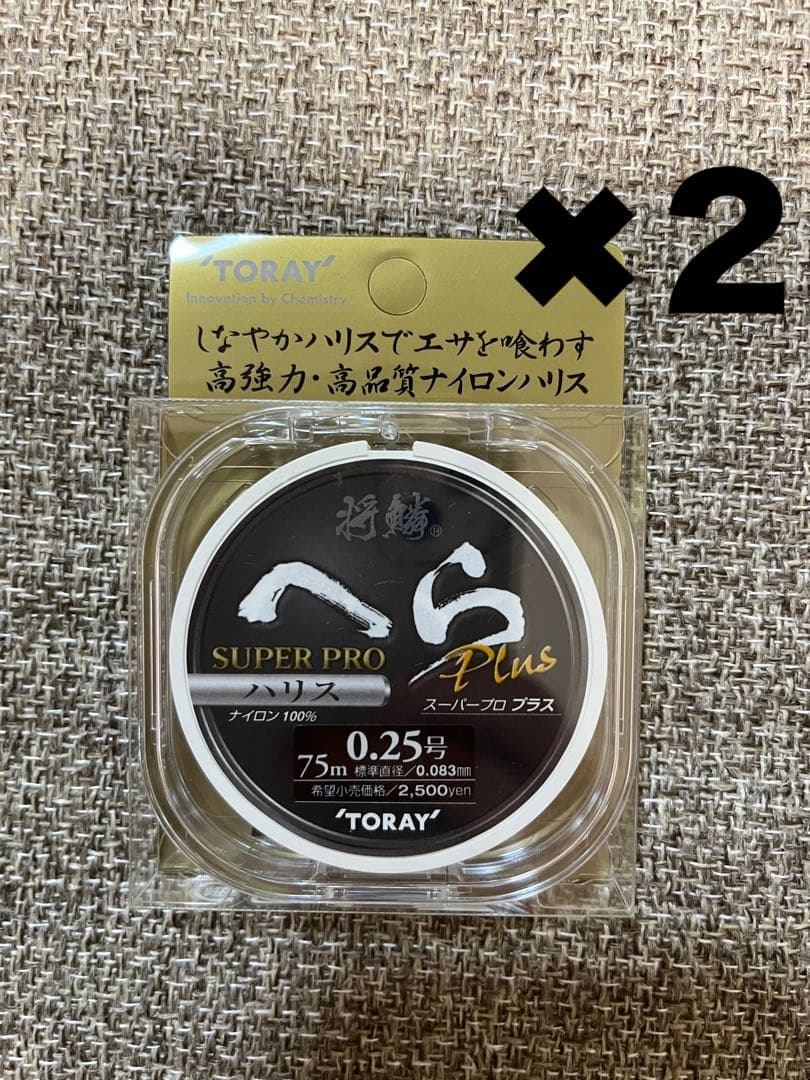 ×2
'TORAY'
Innovation by Chemistry
しなやかハリスでエサを喰わす
高強力・高品質ナイロンハリス
将鱗®
へら
SUPER PRO
Plus
ハリス
スーパープロ プラス
ナイロン100%
0.25号
75m 標準直径/0.083mm
希望小売価格/2,500yen
'TORAY'